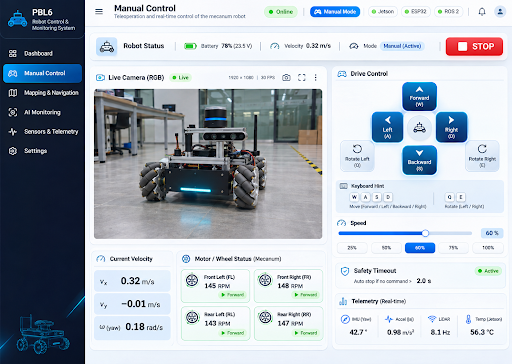 PBL6
Robot Control &
Monitoring System
Dashboard
Manual Control
Mapping & Navigation
AI Monitoring
Sensors & Telemetry
Settings
Manual Control
Teleoperation and real-time control of the mecanum robot
Online
Manual Mode
Jetson
ESP32
ROS 2
Robot Status
Battery 78% (23.5 V)
Velocity 0.32 m/s
Mode Manual (Active)
STOP
Live Camera (RGB)
Live
1920 × 1080 | 30 FPS
Drive Control
Forward
(W)
Left
(A)
Right
(D)
Backward
(S)
Rotate Left
(Q)
Rotate Right
(E)
Keyboard Hint
W A S D
Q E
Move (Forward / Left / Backward / Right)
Rotate (Left / Right)
Speed
60 %
25% 50% 60% 75% 100%
Safety Timeout
Active
Auto stop if no command > 2.0 s
Current Velocity
vx 0.32 m/s
vy −0.01 m/s
ω (yaw) 0.18 rad/s
Motor / Wheel Status (Mecanum)
Front Left (FL)
145 RPM
Forward
Front Right (FR)
148 RPM
Forward
Rear Left (RL)
143 RPM
Forward
Rear Right (RR)
147 RPM
Forward
Telemetry (Real-time)
IMU (Yaw)
42.7 °
Accel (|a|)
0.98 m/s²
LiDAR
8.1 Hz
Temp (Jetson)
56.3 °C